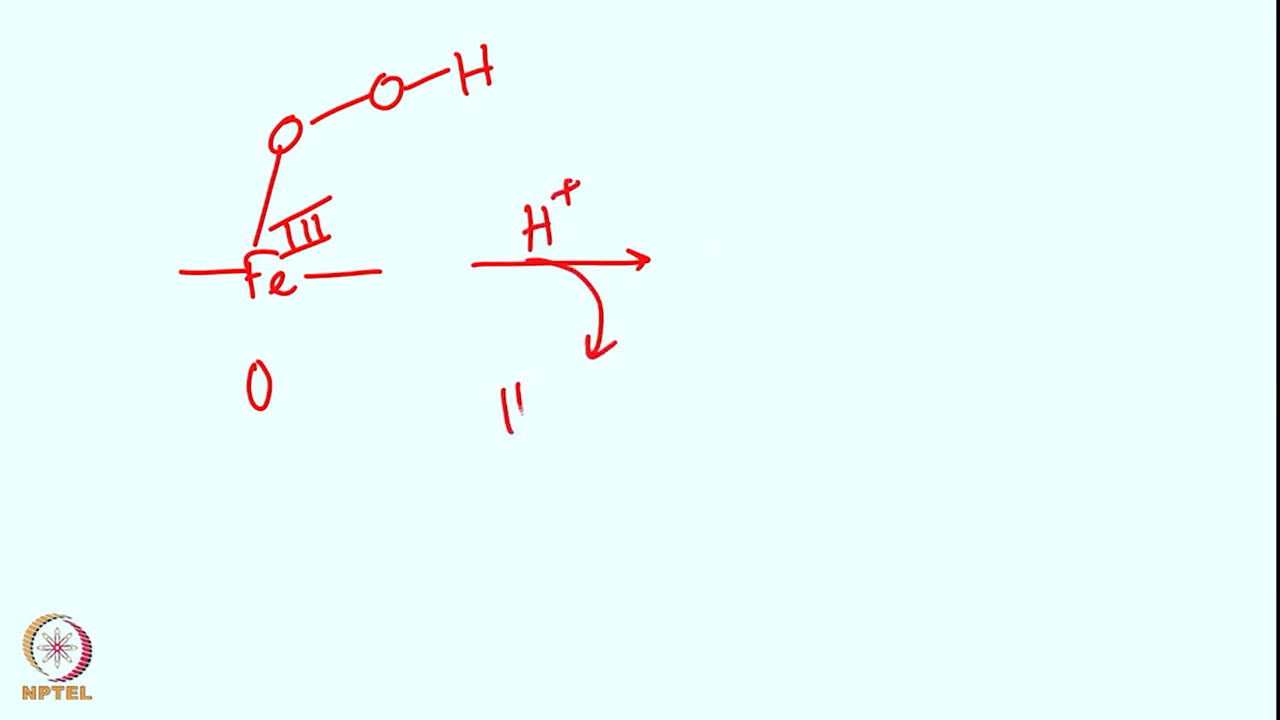 O—O—H
III
H+
—Fe—
O
NPTEL